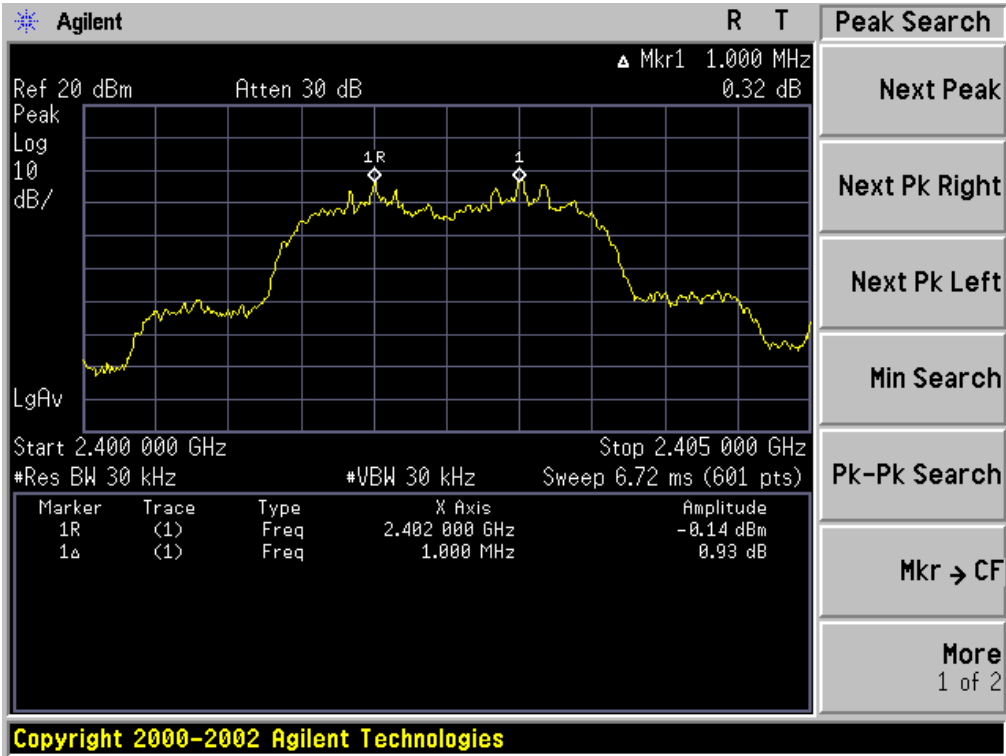 Agilent R T Peak Search
Δ Mkr1 1.000 MHz
Ref 20 dBm Atten 30 dB 0.32 dB
Peak
Log
10
dB/
1R 1
LgAv
Start 2.400 000 GHz Stop 2.405 000 GHz
#Res BW 30 kHz #VBW 30 kHz Sweep 6.72 ms (601 pts)
Marker Trace Type X Axis Amplitude
1R (1) Freq 2.402 000 GHz -0.14 dBm
1Δ (1) Freq 1.000 MHz 0.93 dB
Next Peak
Next Pk Right
Next Pk Left
Min Search
Pk-Pk Search
Mkr → CF
More
1 of 2
Copyright 2000-2002 Agilent Technologies